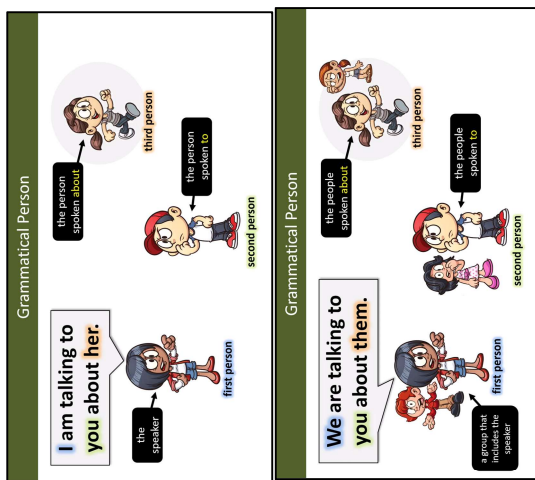 Grammatical Person
I am talking to
you about her.
the
speaker
first person
second person
the person
spoken to
the person
spoken about
third person
Grammatical Person
We are talking to
you about them.
a group that
includes the
speaker
first person
second person
the people
spoken to
the people
spoken about
third person